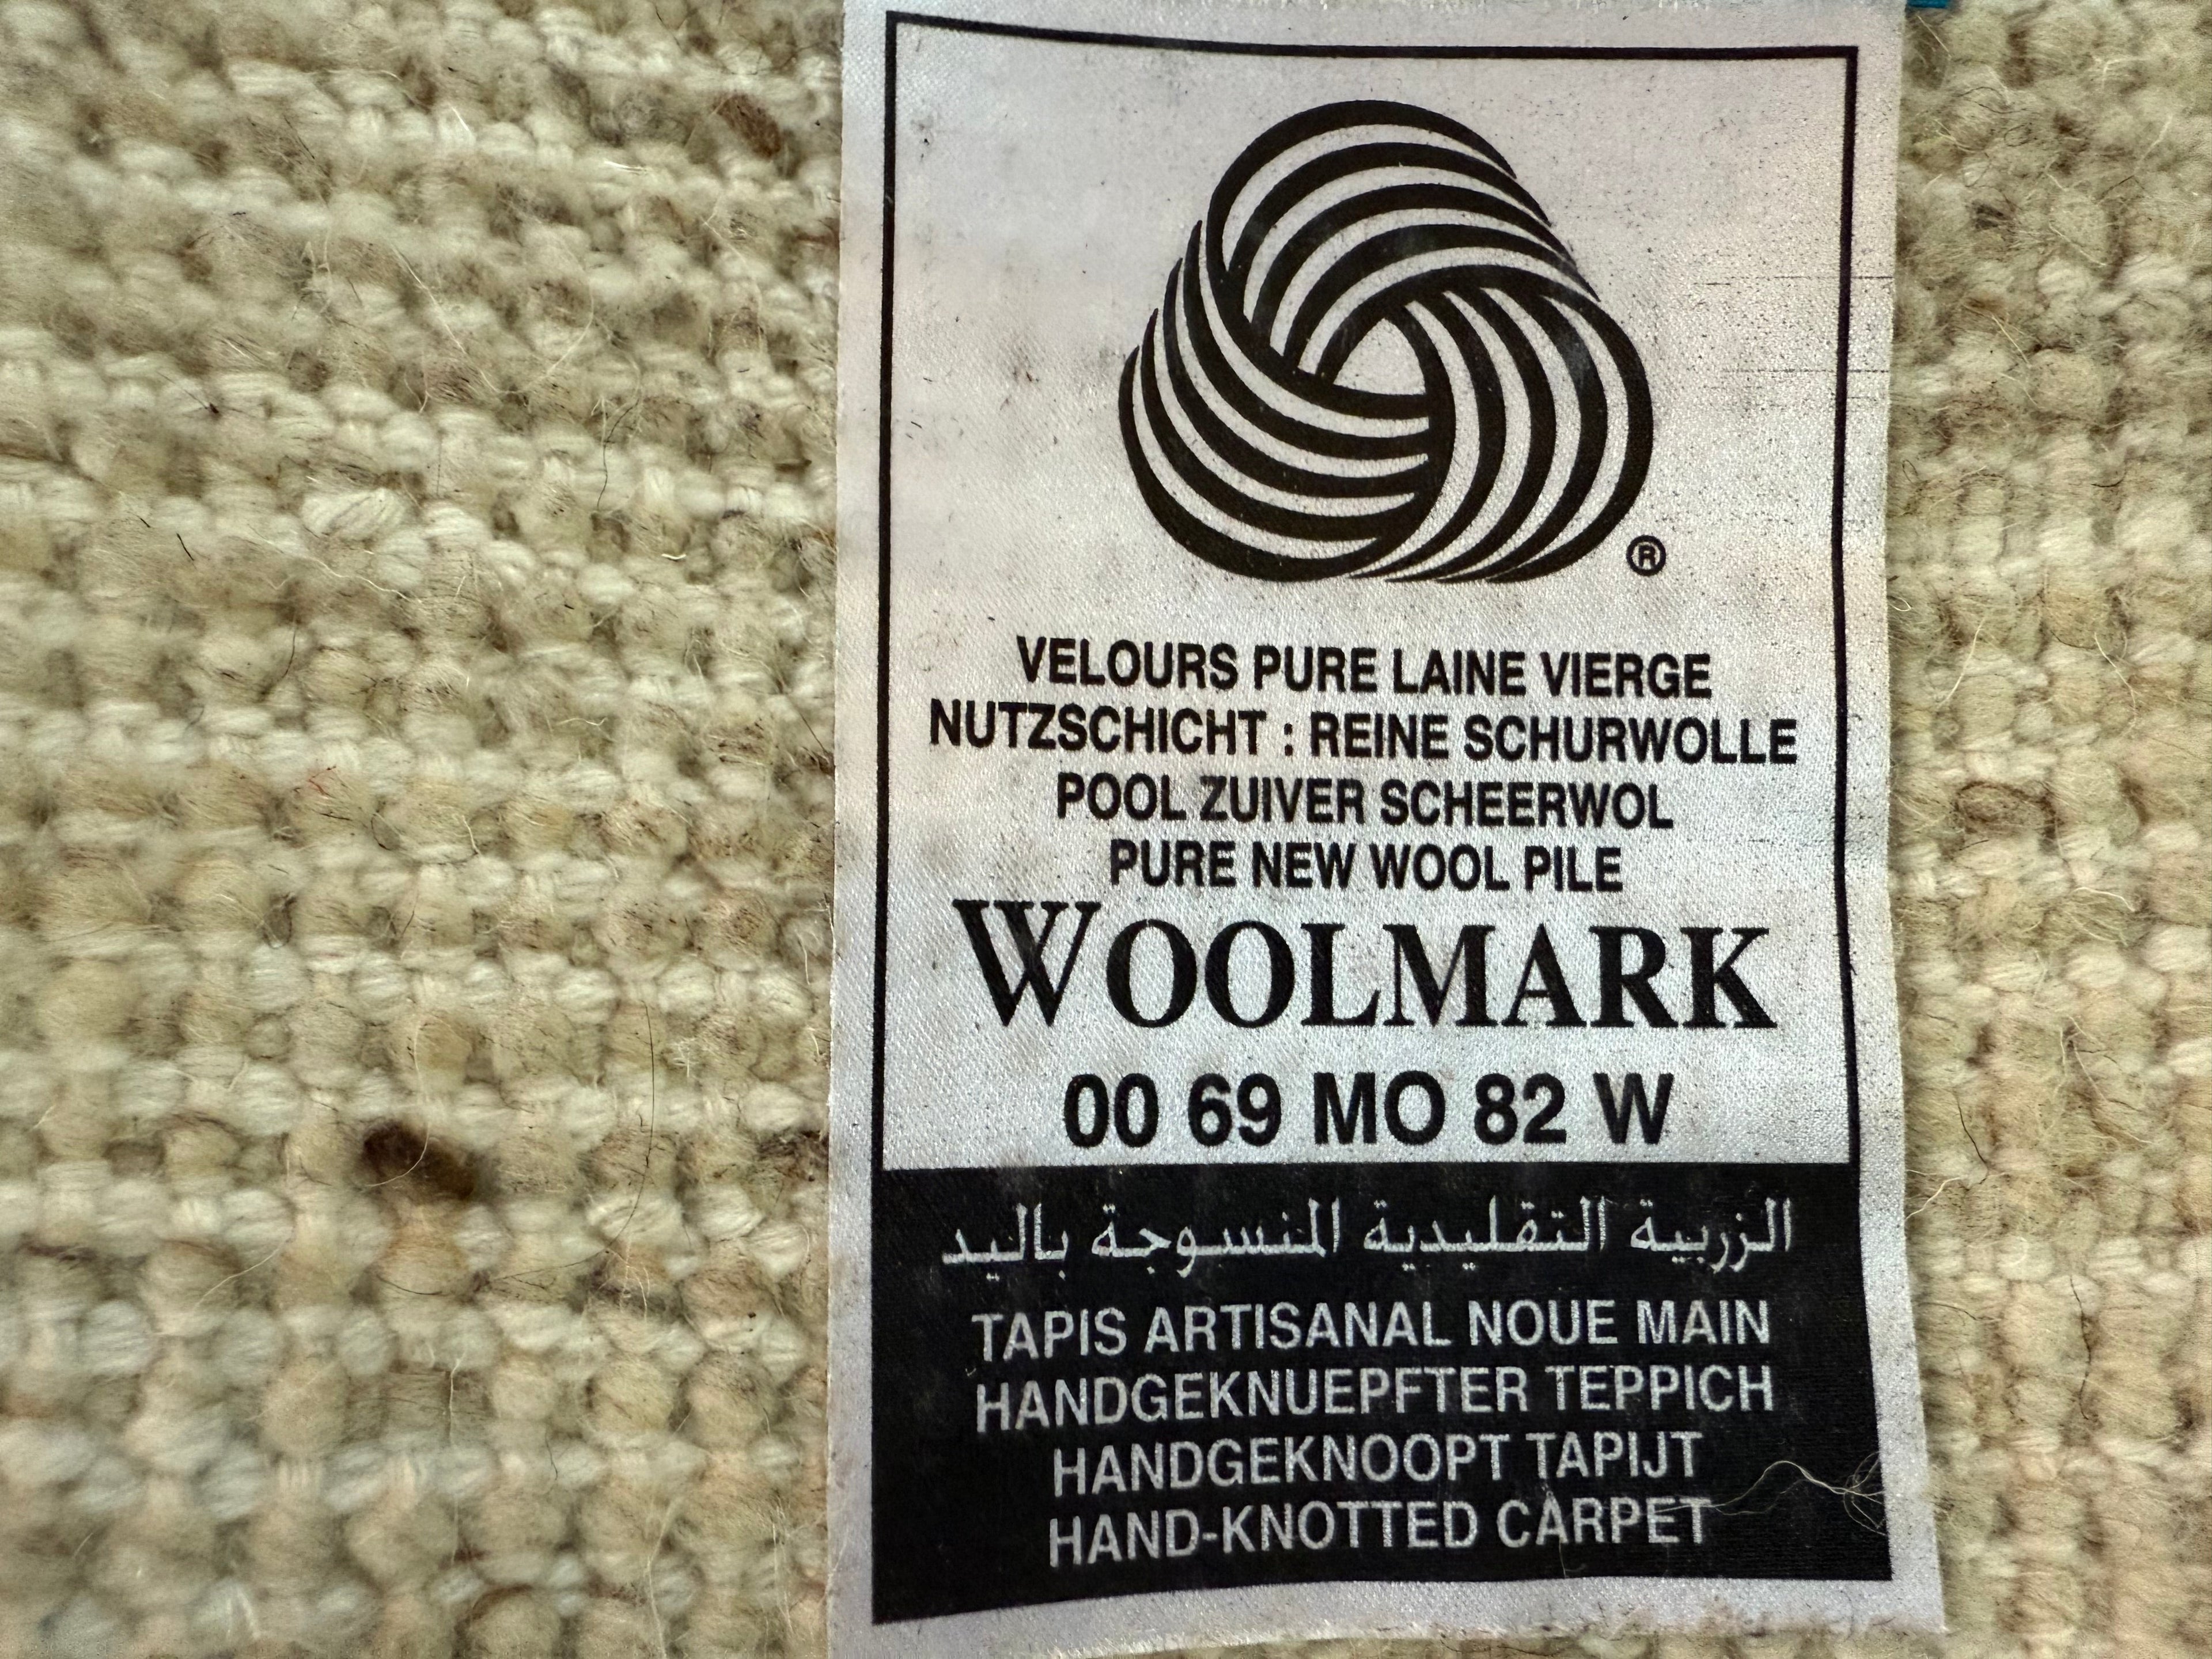 ®
VELOURS PURE LAINE VIERGE
NUTZSCHICHT : REINE SCHURWOLLE
POOL ZUIVER SCHEERWOL
PURE NEW WOOL PILE
WOOLMARK
00 69 MO 82 W
الزربية التقليدية المنسوجة باليد
TAPIS ARTISANAL NOUE MAIN
HANDGEKNUEPFTER TEPPICH
HANDGEKNOOPT TAPIJT
HAND-KNOTTED CARPET